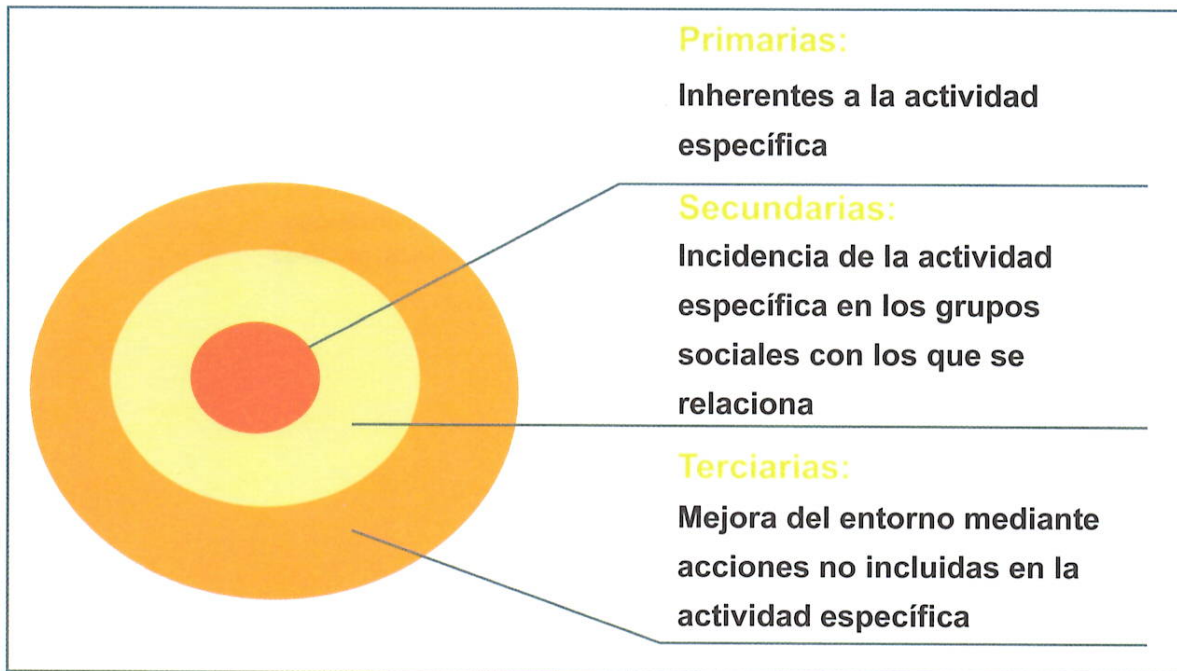 Primarias:
Inherentes a la actividad
específica
Secundarias:
Incidencia de la actividad
específica en los grupos
sociales con los que se
relaciona
Terciarias:
Mejora del entorno mediante
acciones no incluidas en la
actividad específica